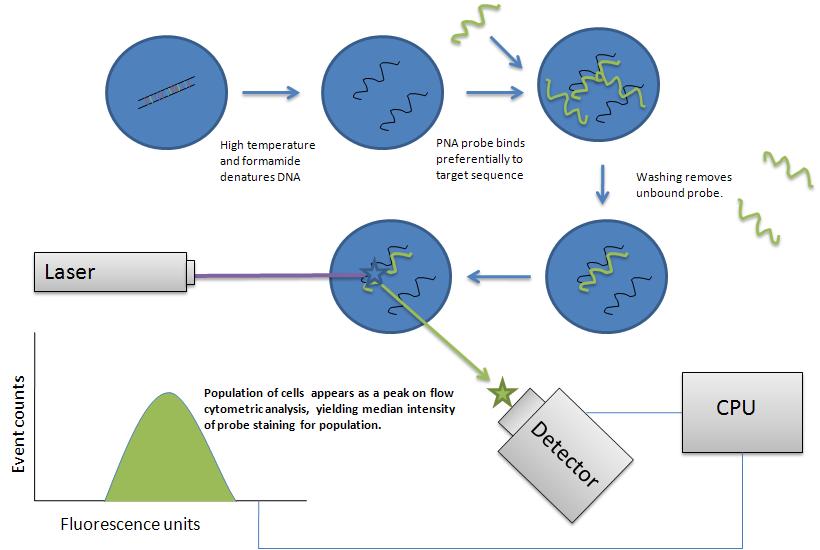 High temperature
and formamide
denatures DNA
PNA probe binds
preferentially to
target sequence
Washing removes
unbound probe.
Laser
Population of cells appears as a peak on flow
cytometric analysis, yielding median intensity
of probe staining for population.
Event counts
Fluorescence units
Detector
CPU